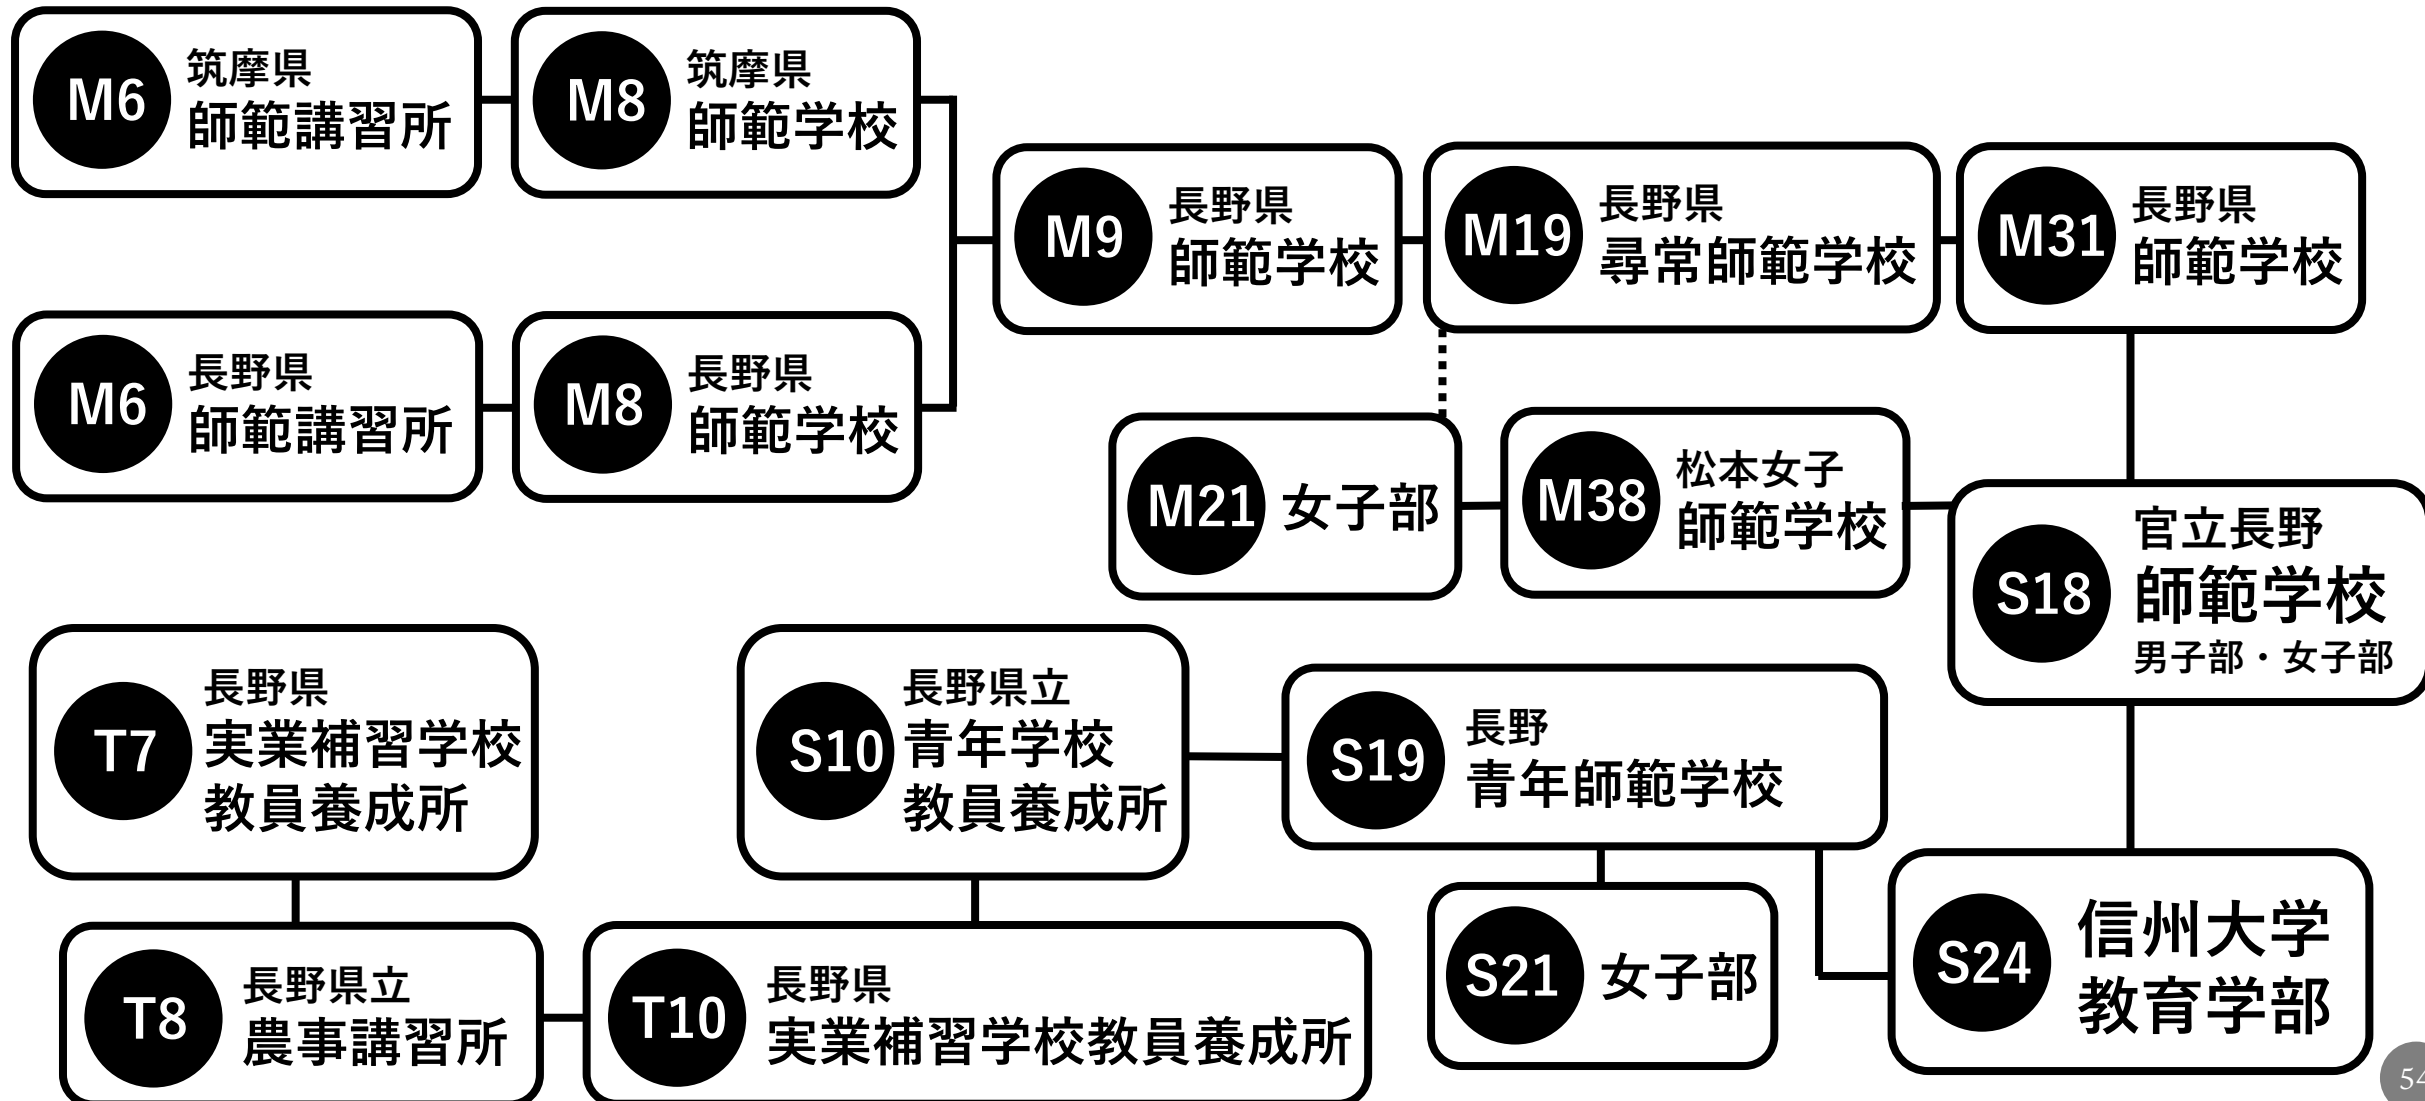 M6
筑摩県
師範講習所
M8
筑摩県
師範学校
M6
長野県
師範講習所
M8
長野県
師範学校
M9
長野県
師範学校
M19
長野県
尋常師範学校
M31
長野県
師範学校
M21
女子部
M38
松本女子
師範学校
S18
官立長野
師範学校
男子部・女子部
T7
長野県
実業補習学校
教員養成所
T8
長野県立
農事講習所
T10
長野県
実業補習学校教員養成所
S10
長野県立
青年学校
教員養成所
S19
長野
青年師範学校
S21
女子部
S24
信州大学
教育学部
54